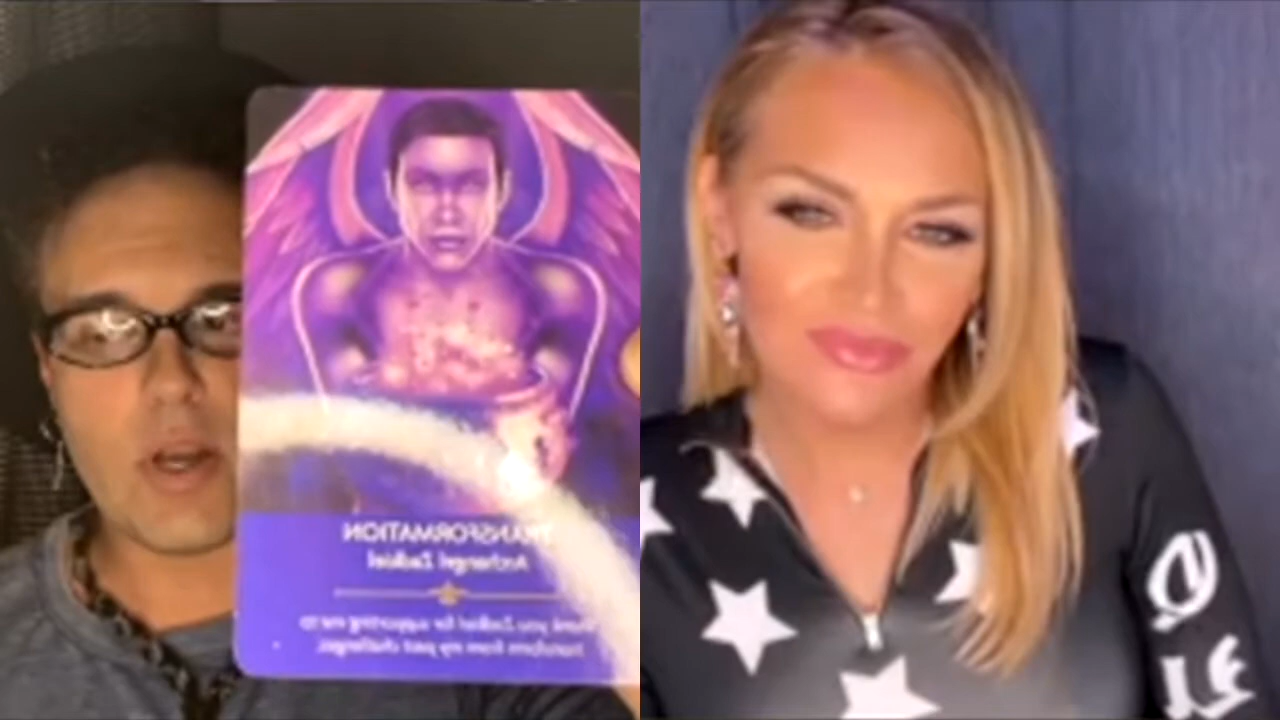 TRANSFORMATION
Archangel Zadkiel
Thank you Zadkiel for supporting me to
transform from my past challenges.